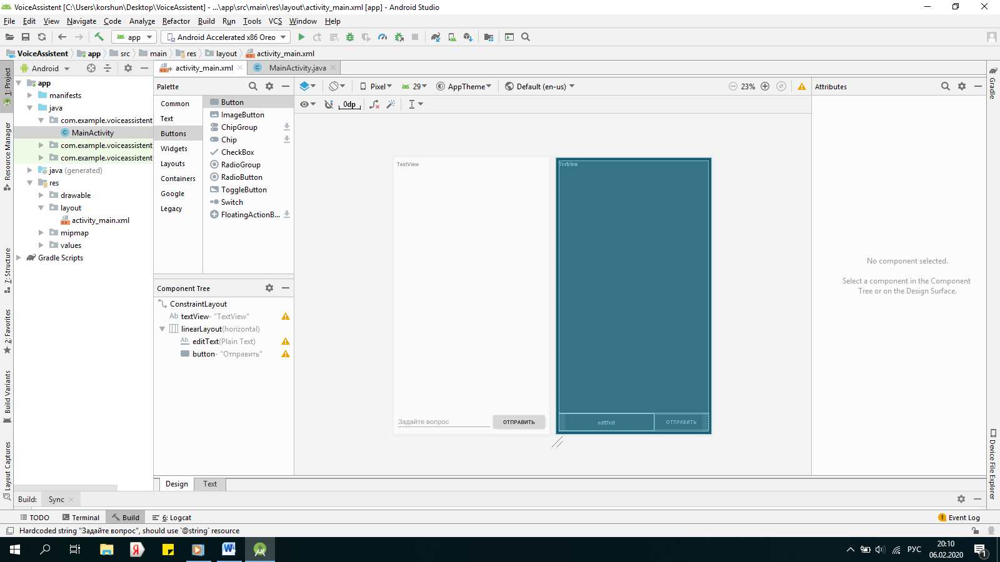 VoiceAssistent [C:\Users\korshun\Desktop\VoiceAssistent] - ...\app\src\main\res\layout\activity_main.xml [app] - Android Studio
File Edit View Navigate Code Analyze Refactor Build Run Tools VCS Window Help
app Android Accelerated x86 Oreo
VoiceAssistent app src main res layout activity_main.xml
Android activity_main.xml MainActivity.java
1: Project
Resource Manager
7: Structure
2: Favorites
Build Variants
Layout Captures
app
manifests
java
com.example.voiceassistent
MainActivity
com.example.voiceassistent
com.example.voiceassistent
java (generated)
res
drawable
layout
activity_main.xml
mipmap
values
Gradle Scripts
Palette
Common
Text
Buttons
Widgets
Layouts
Containers
Google
Legacy
Button
ImageButton
ChipGroup
Chip
CheckBox
RadioGroup
RadioButton
ToggleButton
Switch
FloatingActionB...
Component Tree
ConstraintLayout
Ab textView- "TextView"
linearLayout(horizontal)
Ab editText(Plain Text)
button- "Отправить"
Pixel 29 AppTheme Default (en-us) 23%
0dp
TextView
Задайте вопрос ОТПРАВИТЬ
TextView
editText ОТПРАВИТЬ
Attributes
No component selected.
Select a component in the Component
Tree or on the Design Surface.
Gradle
Device File Explorer
Design Text
Build: Sync
TODO Terminal Build 6: Logcat 1 Event Log
Hardcoded string "Задайте вопрос", should use `@string` resource
Я W РУС 20:10
06.02.2020 1